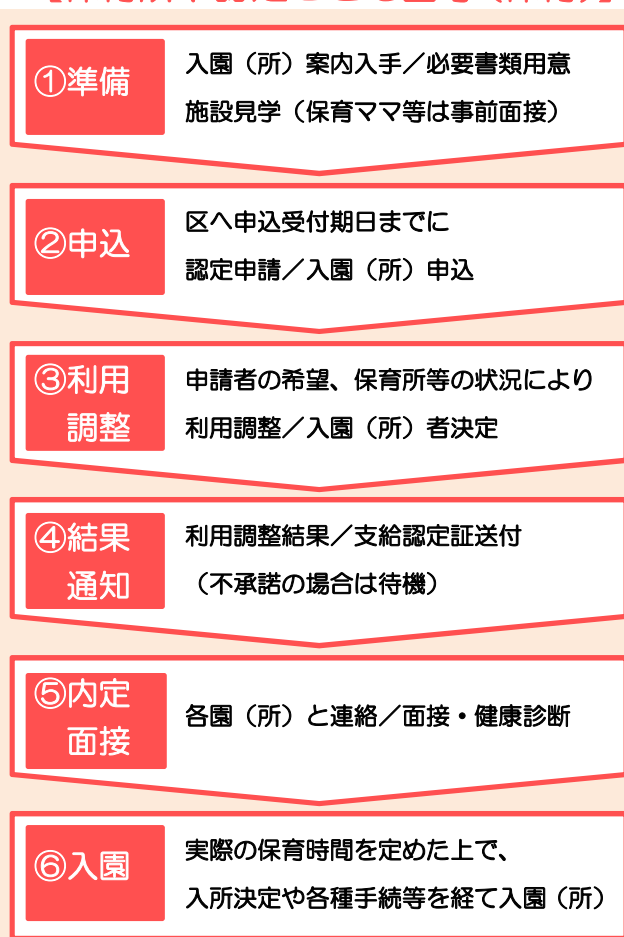 ①準備
入園（所）案内入手／必要書類用意
施設見学（保育ママ等は事前面接）
②申込
区へ申込受付期日までに
認定申請／入園（所）申込
③利用
調整
申請者の希望、保育所等の状況により
利用調整／入園（所）者決定
④結果
通知
利用調整結果／支給認定証送付
（不承諾の場合は待機）
⑤内定
面接
各園（所）と連絡／面接・健康診断
⑥入園
実際の保育時間を定めた上で、
入所決定や各種手続等を経て入園（所）